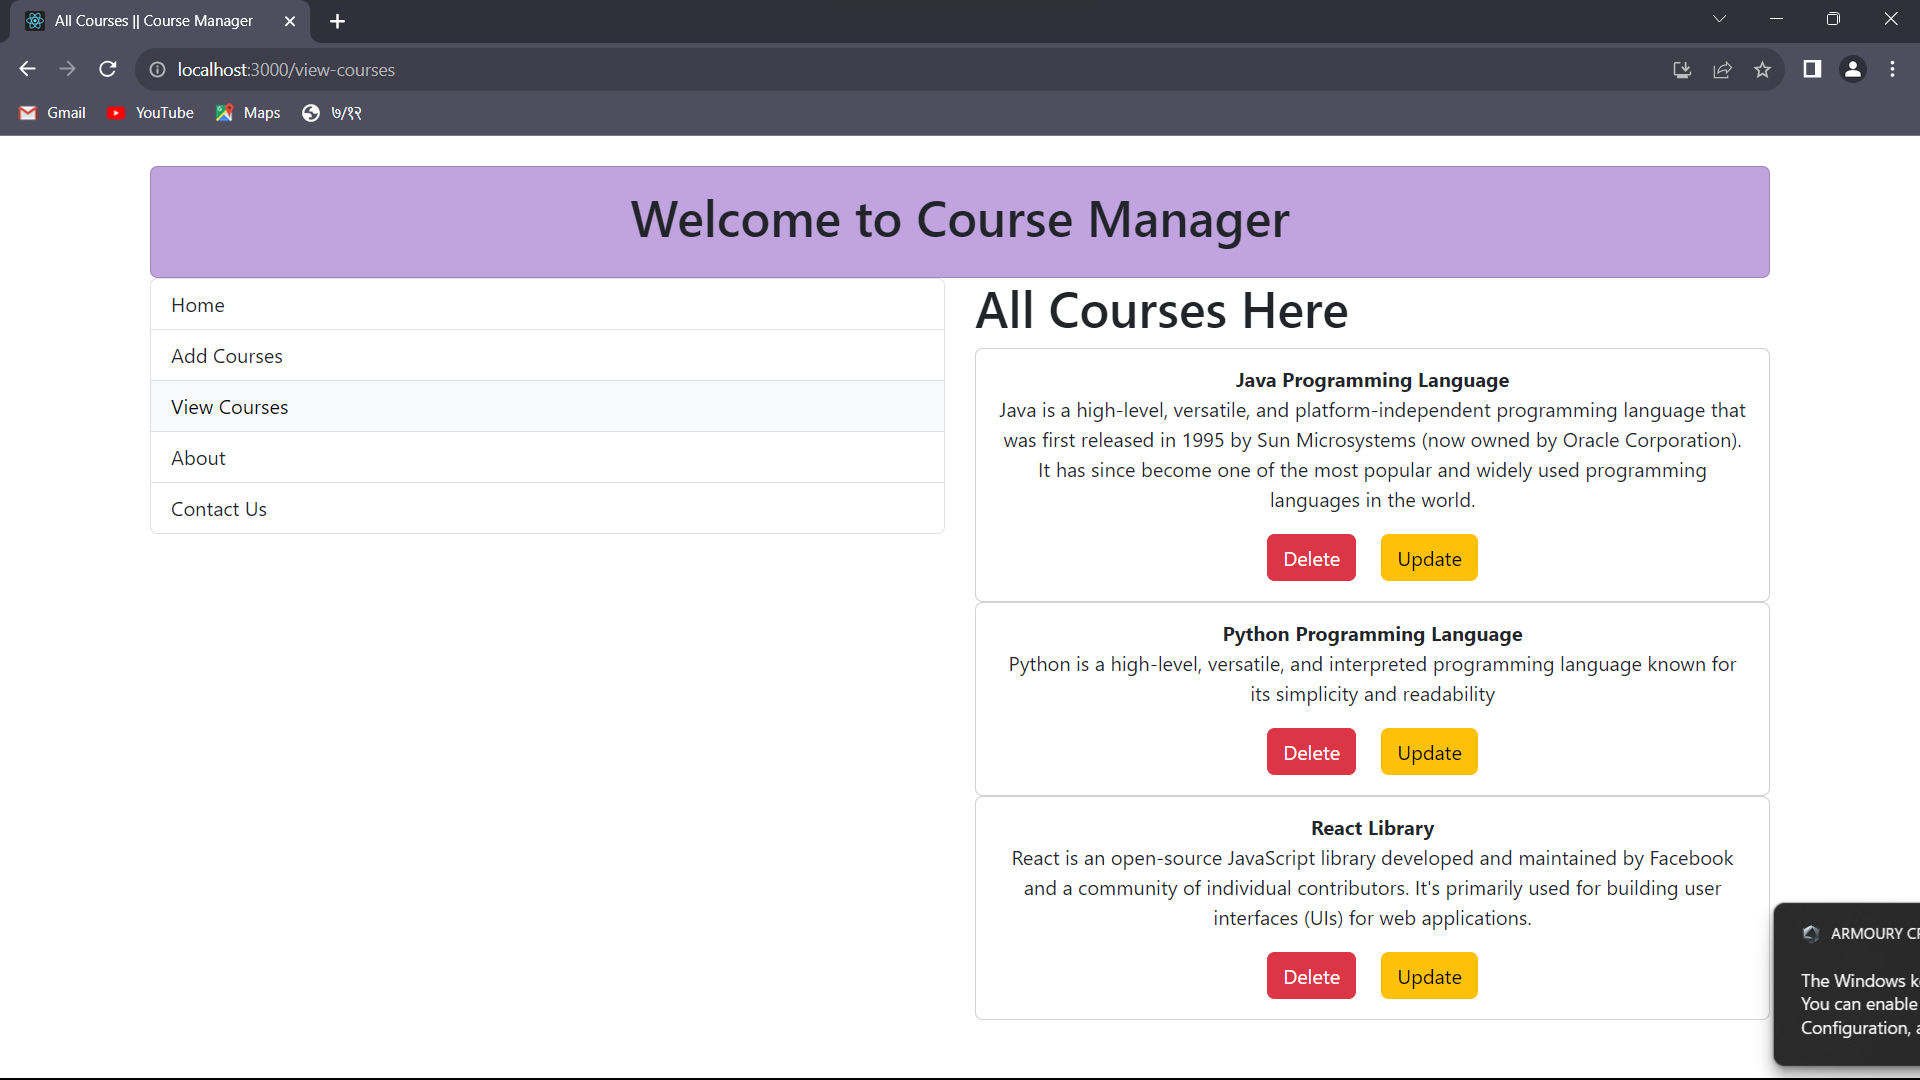 All Courses || Course Manager
localhost:3000/view-courses
Gmail YouTube Maps ७/१२
Welcome to Course Manager
Home
Add Courses
View Courses
About
Contact Us
All Courses Here
Java Programming Language
Java is a high-level, versatile, and platform-independent programming language that
was first released in 1995 by Sun Microsystems (now owned by Oracle Corporation).
It has since become one of the most popular and widely used programming
languages in the world.
Delete Update
Python Programming Language
Python is a high-level, versatile, and interpreted programming language known for
its simplicity and readability
Delete Update
React Library
React is an open-source JavaScript library developed and maintained by Facebook
and a community of individual contributors. It's primarily used for building user
interfaces (UIs) for web applications.
Delete Update
ARMOURY
The Windows
You can enable
Configuration,